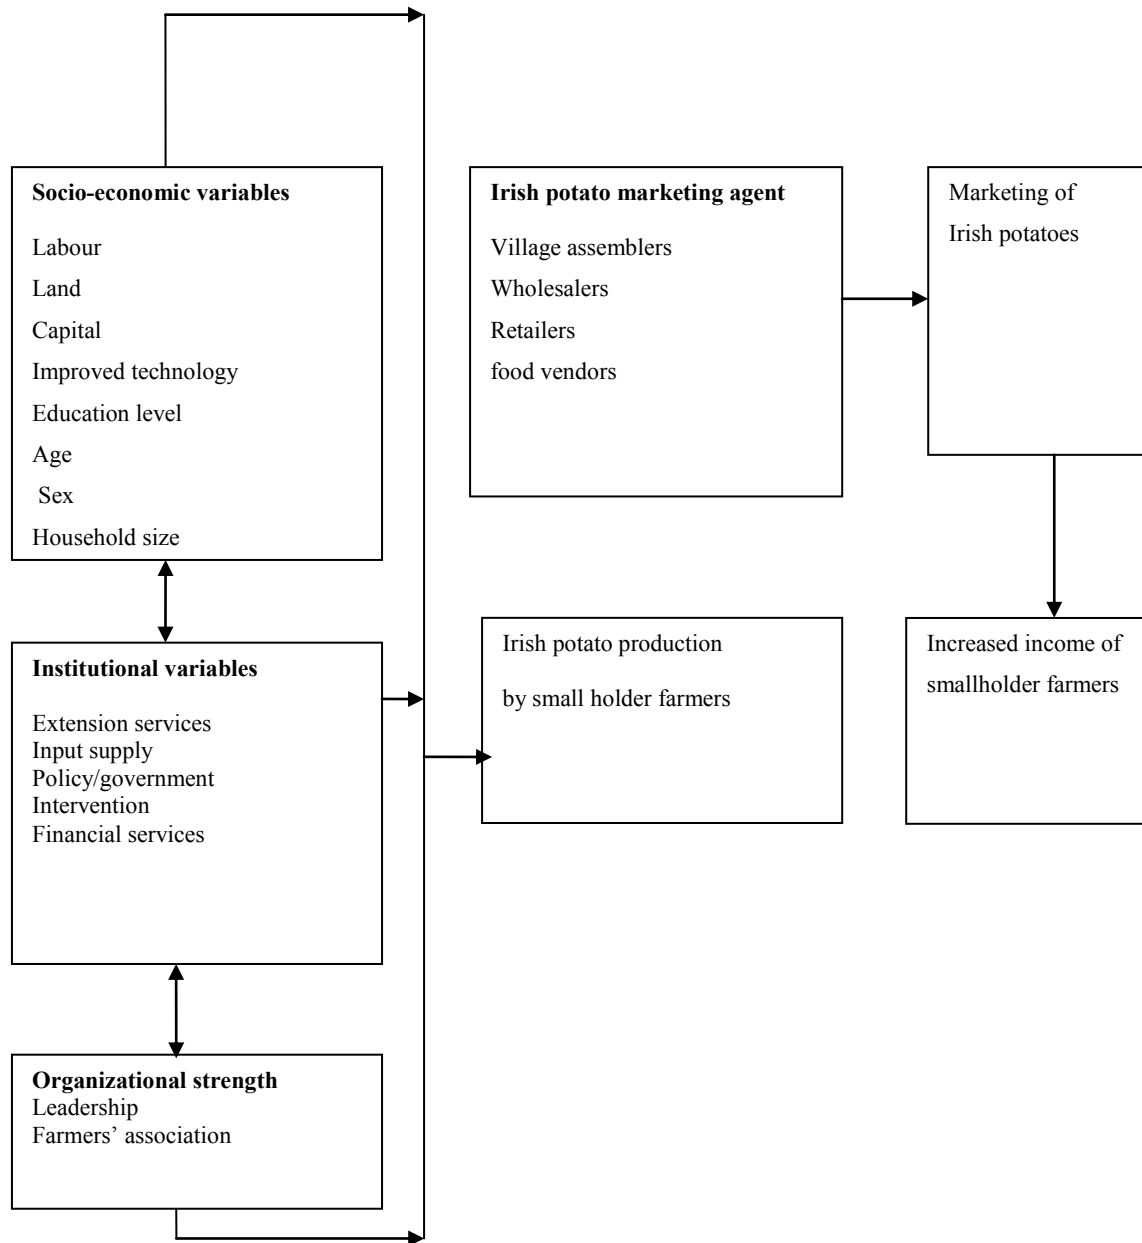 Socio-economic variables
Labour
Land
Capital
Improved technology
Education level
Age
Sex
Household size
Irish potato marketing agent
Village assemblers
Wholesalers
Retailers
food vendors
Marketing of
Irish potatoes
Institutional variables
Extension services
Input supply
Policy/government
Intervention
Financial services
Irish potato production
by small holder farmers
Increased income of
smallholder farmers
Organizational strength
Leadership
Farmers’ association